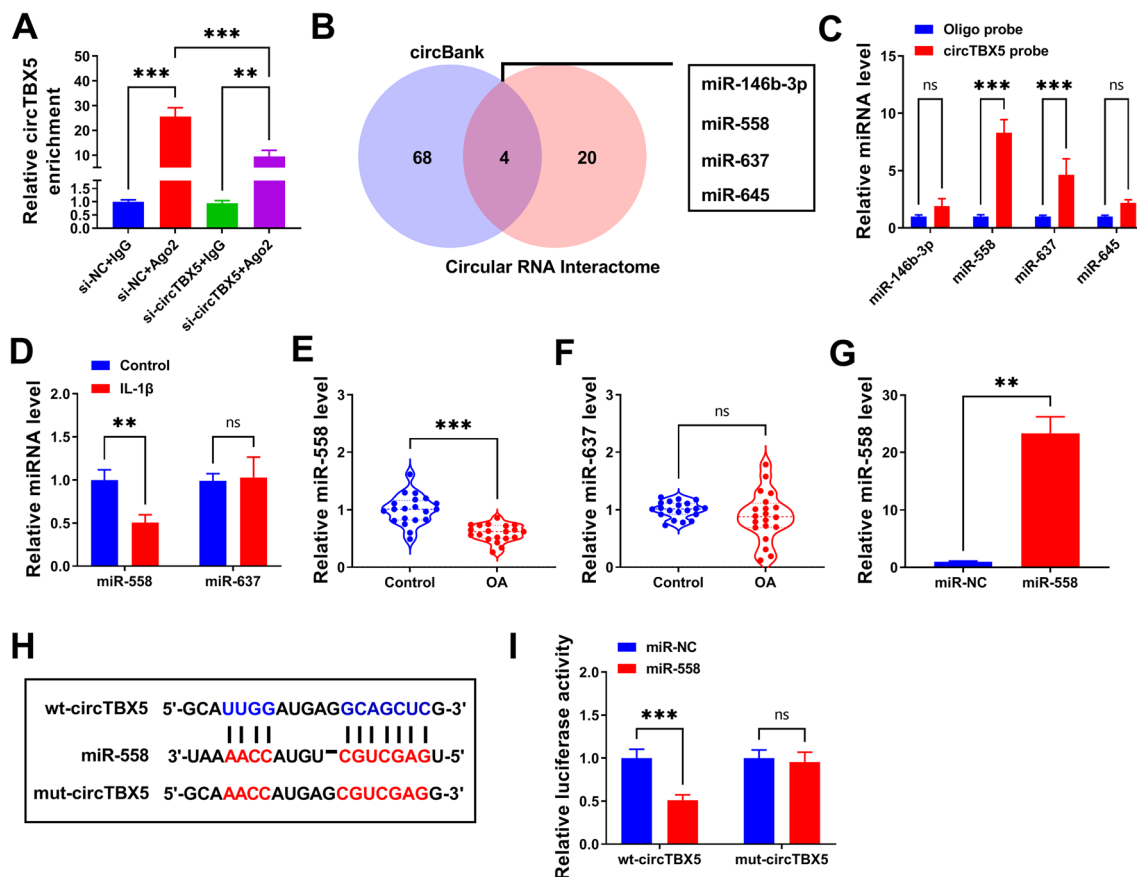 A
Relative circTBX5
enrichment
50
40
30
20
10
1.0
0.5
0.0
***
***
**
si-NC+IgG
si-NC+Ago2
si-circTBX5+IgG
si-circTBX5+Ago2
B
circBank
68
4
20
Circular RNA Interactome
miR-146b-3p
miR-558
miR-637
miR-645
C
Oligo probe
circTBX5 probe
Relative miRNA level
15
10
5
0
ns
***
***
ns
miR-146b-3p
miR-558
miR-637
miR-645
D
Control
IL-1β
Relative miRNA level
2.0
1.5
1.0
0.5
0.0
**
ns
miR-558
miR-637
E
Relative miR-558 level
3
2
1
0
***
Control
OA
F
Relative miR-637 level
3
2
1
0
ns
Control
OA
G
Relative miR-558 level
30
20
10
0
**
miR-NC
miR-558
H
wt-circTBX5 5'-GCAUUGGAUGAGGCAGCUCG-3'
miR-558 3'-UAAAACCAUGU-CGUCGAGU-5'
mut-circTBX5 5'-GCAAACCAUGAGCGUCGAGG-3'
I
miR-NC
miR-558
Relative luciferase activity
2.0
1.5
1.0
0.5
0.0
***
ns
wt-circTBX5
mut-circTBX5